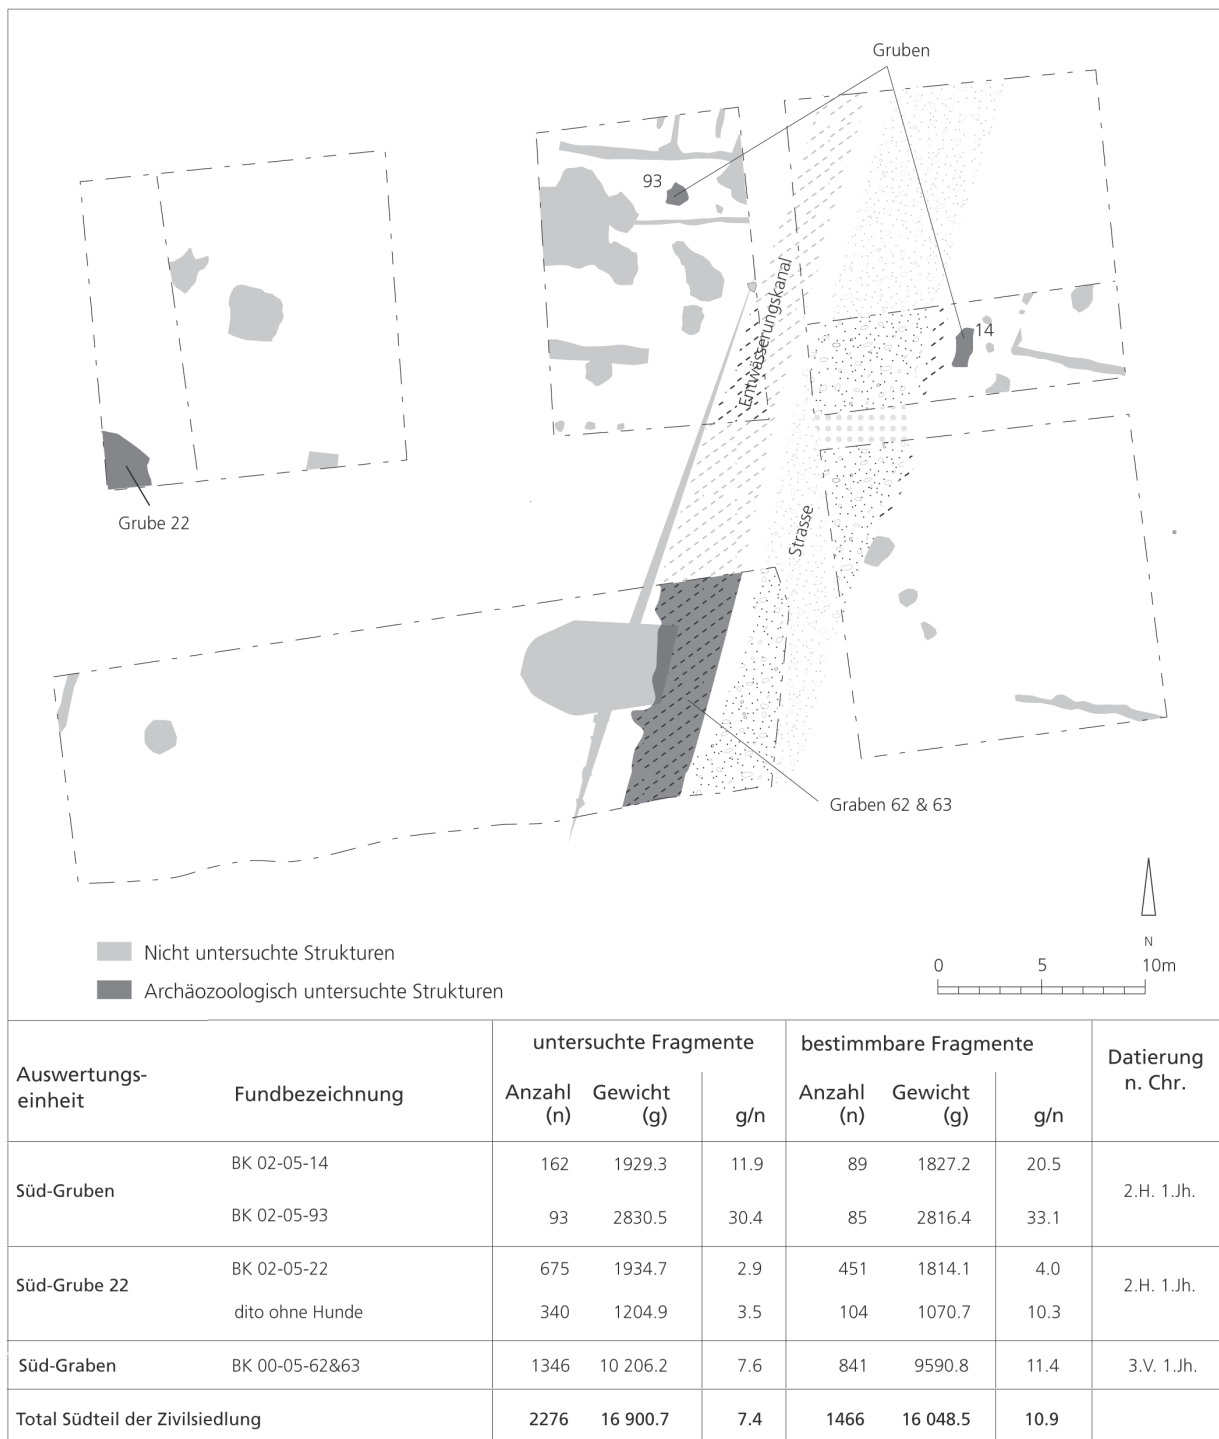 Gruben
93
14
Entwässerungskanal
Grube 22
Strasse
Graben 62 & 63
N
Nicht untersuchte Strukturen
Archäozoologisch untersuchte Strukturen
0 5 10m
Auswertungs-
einheit
Fundbezeichnung
untersuchte Fragmente
bestimmbare Fragmente
Datierung
n. Chr.
Anzahl Gewicht
(n) (g) g/n
Anzahl Gewicht
(n) (g) g/n
Süd-Gruben
BK 02-05-14 162 1929.3 11.9 89 1827.2 20.5
2.H. 1.Jh.
BK 02-05-93 93 2830.5 30.4 85 2816.4 33.1
Süd-Grube 22
BK 02-05-22 675 1934.7 2.9 451 1814.1 4.0
2.H. 1.Jh.
dito ohne Hunde 340 1204.9 3.5 104 1070.7 10.3
Süd-Graben BK 00-05-62&63 1346 10 206.2 7.6 841 9590.8 11.4 3.V. 1.Jh.
Total Südteil der Zivilsiedlung 2276 16 900.7 7.4 1466 16 048.5 10.9